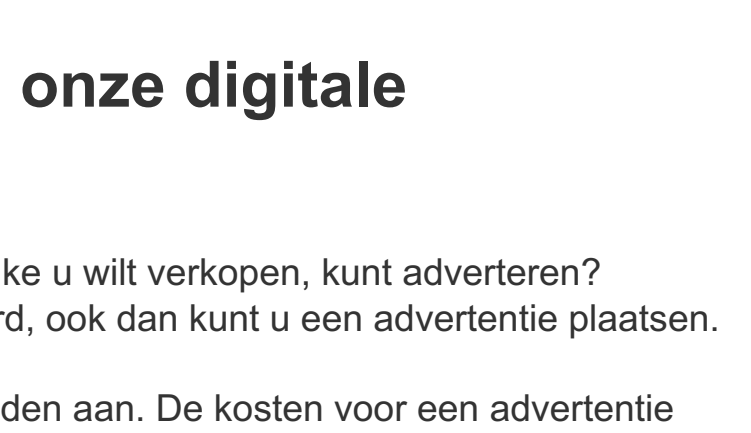 onze digitale
ke u wilt verkopen, kunt adverteren?
rd, ook dan kunt u een advertentie plaatsen.
den aan. De kosten voor een advertentie